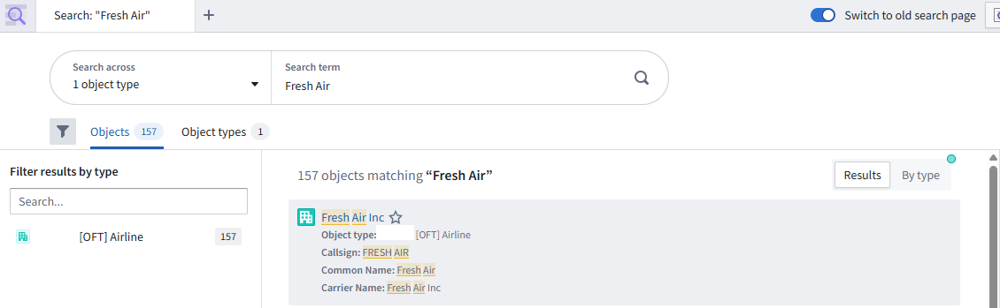 Search: "Fresh Air"
Switch to old search page
Search across
1 object type
Search term
Fresh Air
Objects 157
Object types 1
Filter results by type
Search...
[OFT] Airline 157
157 objects matching “Fresh Air”
Results
By type
Fresh Air Inc
Object type: [OFT] Airline
Callsign: FRESH AIR
Common Name: Fresh Air
Carrier Name: Fresh Air Inc